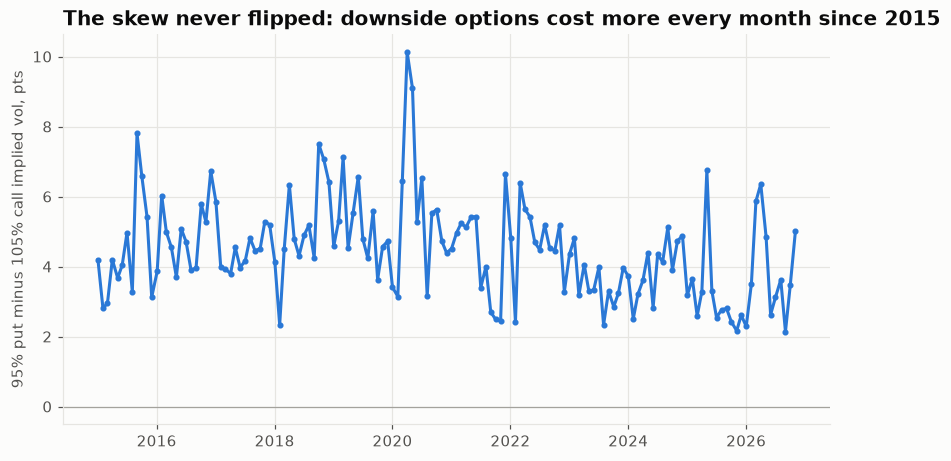 The skew never flipped: downside options cost more every month since 2015
95% put minus 105% call implied vol, pts
10
8
6
4
2
0
2016 2018 2020 2022 2024 2026